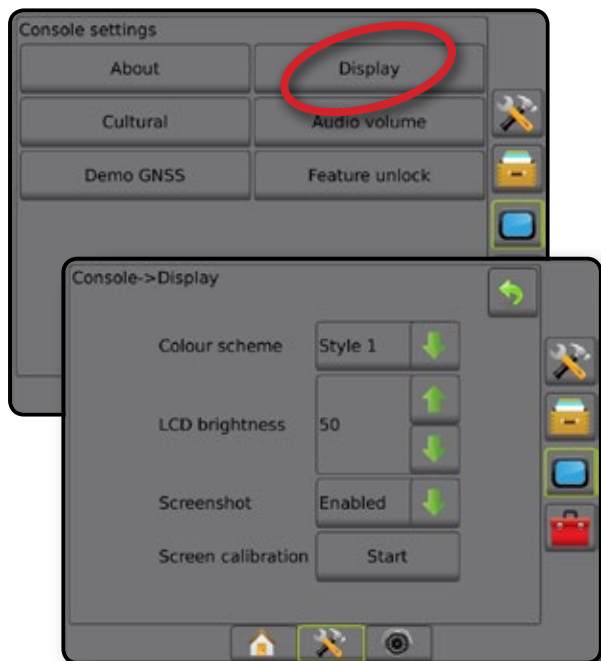 Console settings
About
Display
Cultural
Audio volume
Demo GNSS
Feature unlock
Console->Display
Colour scheme
Style 1
LCD brightness
50
Screenshot
Enabled
Screen calibration
Start